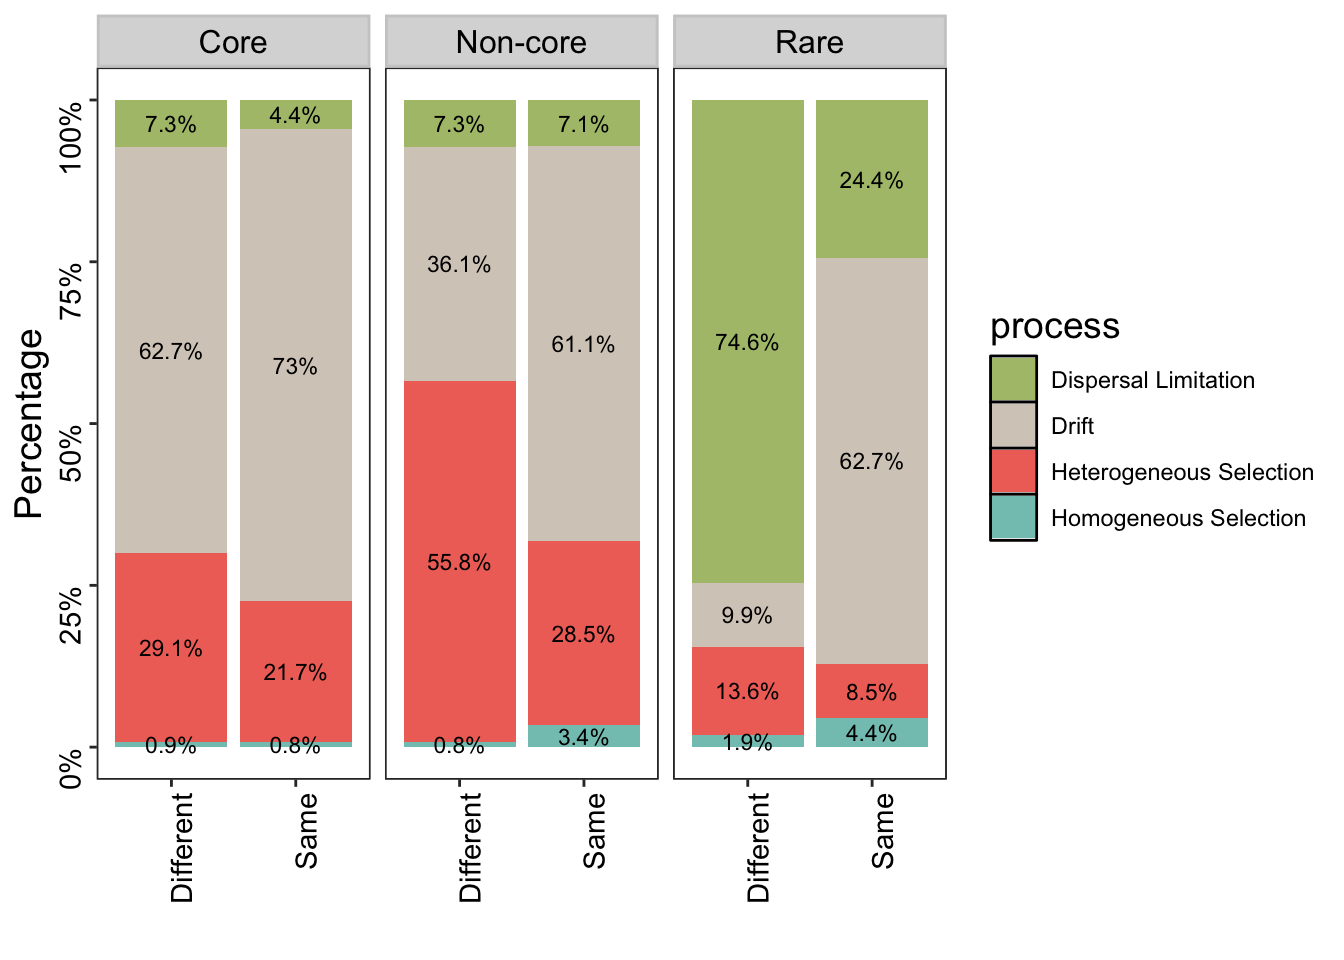 Core
Non-core
Rare
Percentage
100%
75%
50%
25%
0%
7.3%
62.7%
29.1%
0.9%
4.4%
73%
21.7%
0.8%
7.3%
36.1%
55.8%
0.8%
7.1%
61.1%
28.5%
3.4%
74.6%
9.9%
13.6%
1.9%
24.4%
62.7%
8.5%
4.4%
Different
Same
Different
Same
Different
Same
process
Dispersal Limitation
Drift
Heterogeneous Selection
Homogeneous Selection